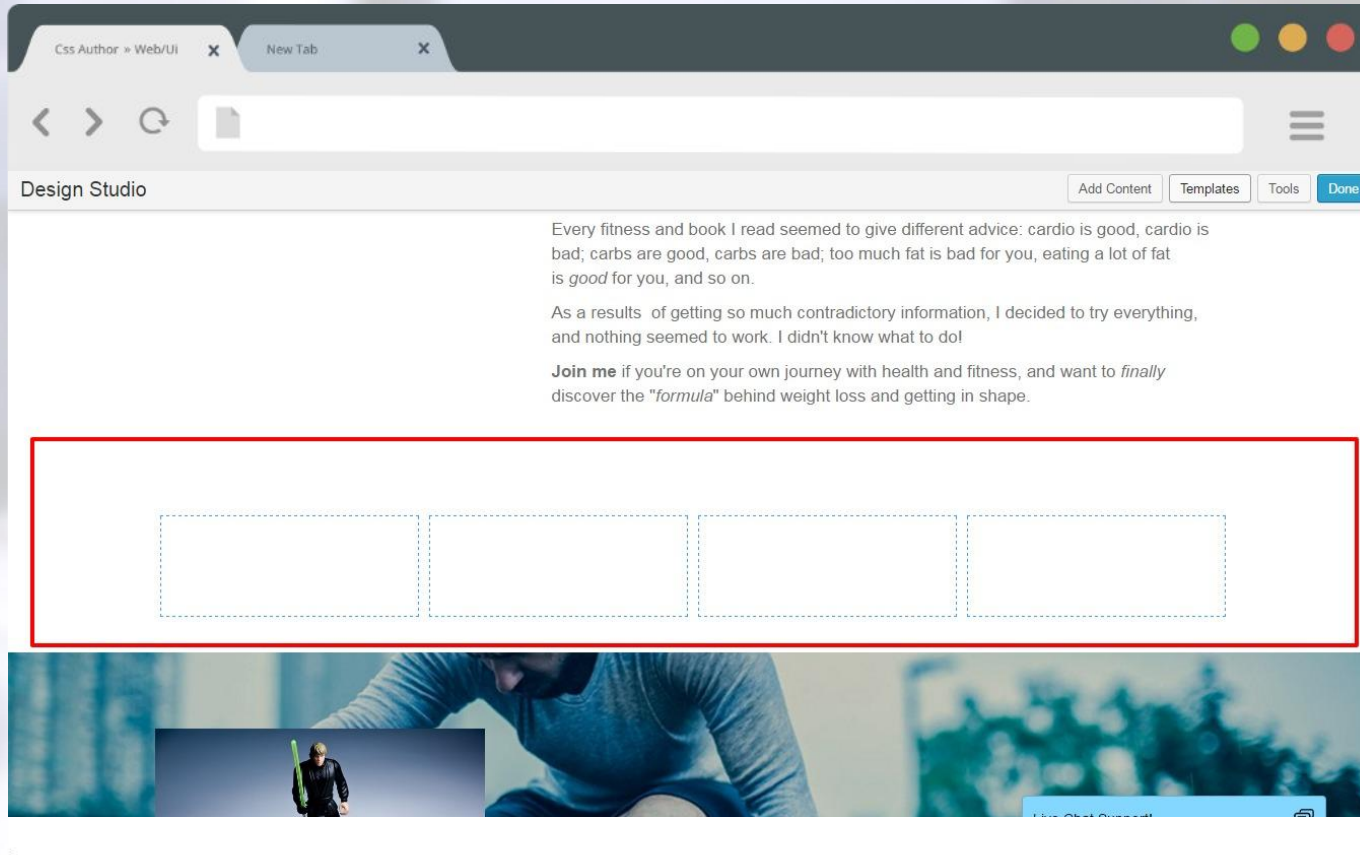 Css Author » Web/Ui
New Tab
Design Studio
Add Content
Templates
Tools
Done
Every fitness and book I read seemed to give different advice: cardio is good, cardio is
bad; carbs are good, carbs are bad; too much fat is bad for you, eating a lot of fat
is good for you, and so on.
As a results of getting so much contradictory information, I decided to try everything,
and nothing seemed to work. I didn't know what to do!
Join me if you're on your own journey with health and fitness, and want to finally
discover the "formula" behind weight loss and getting in shape.
Live Chat Support!